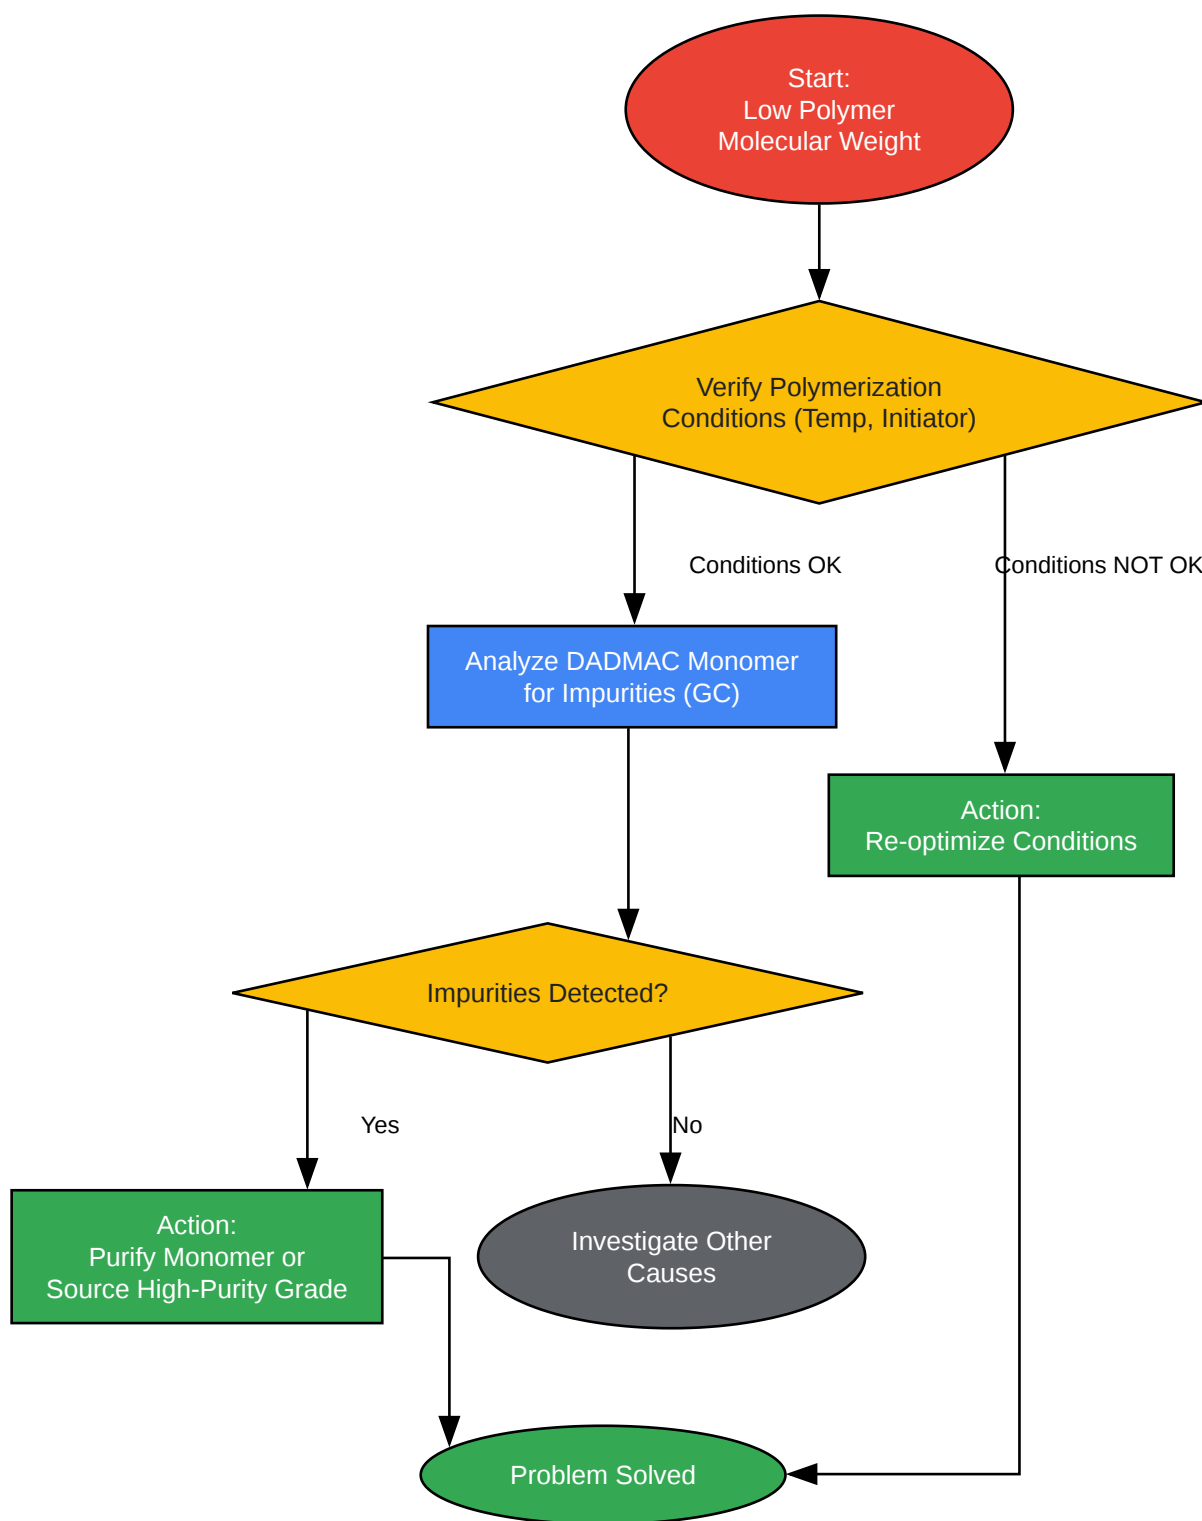 Start:
Low Polymer
Molecular Weight
Verify Polymerization
Conditions (Temp, Initiator)
Conditions OK
Conditions NOT OK
Analyze DADMAC Monomer
for Impurities (GC)
Action:
Re-optimize Conditions
Impurities Detected?
Yes
No
Action:
Purify Monomer or
Source High-Purity Grade
Investigate Other
Causes
Problem Solved